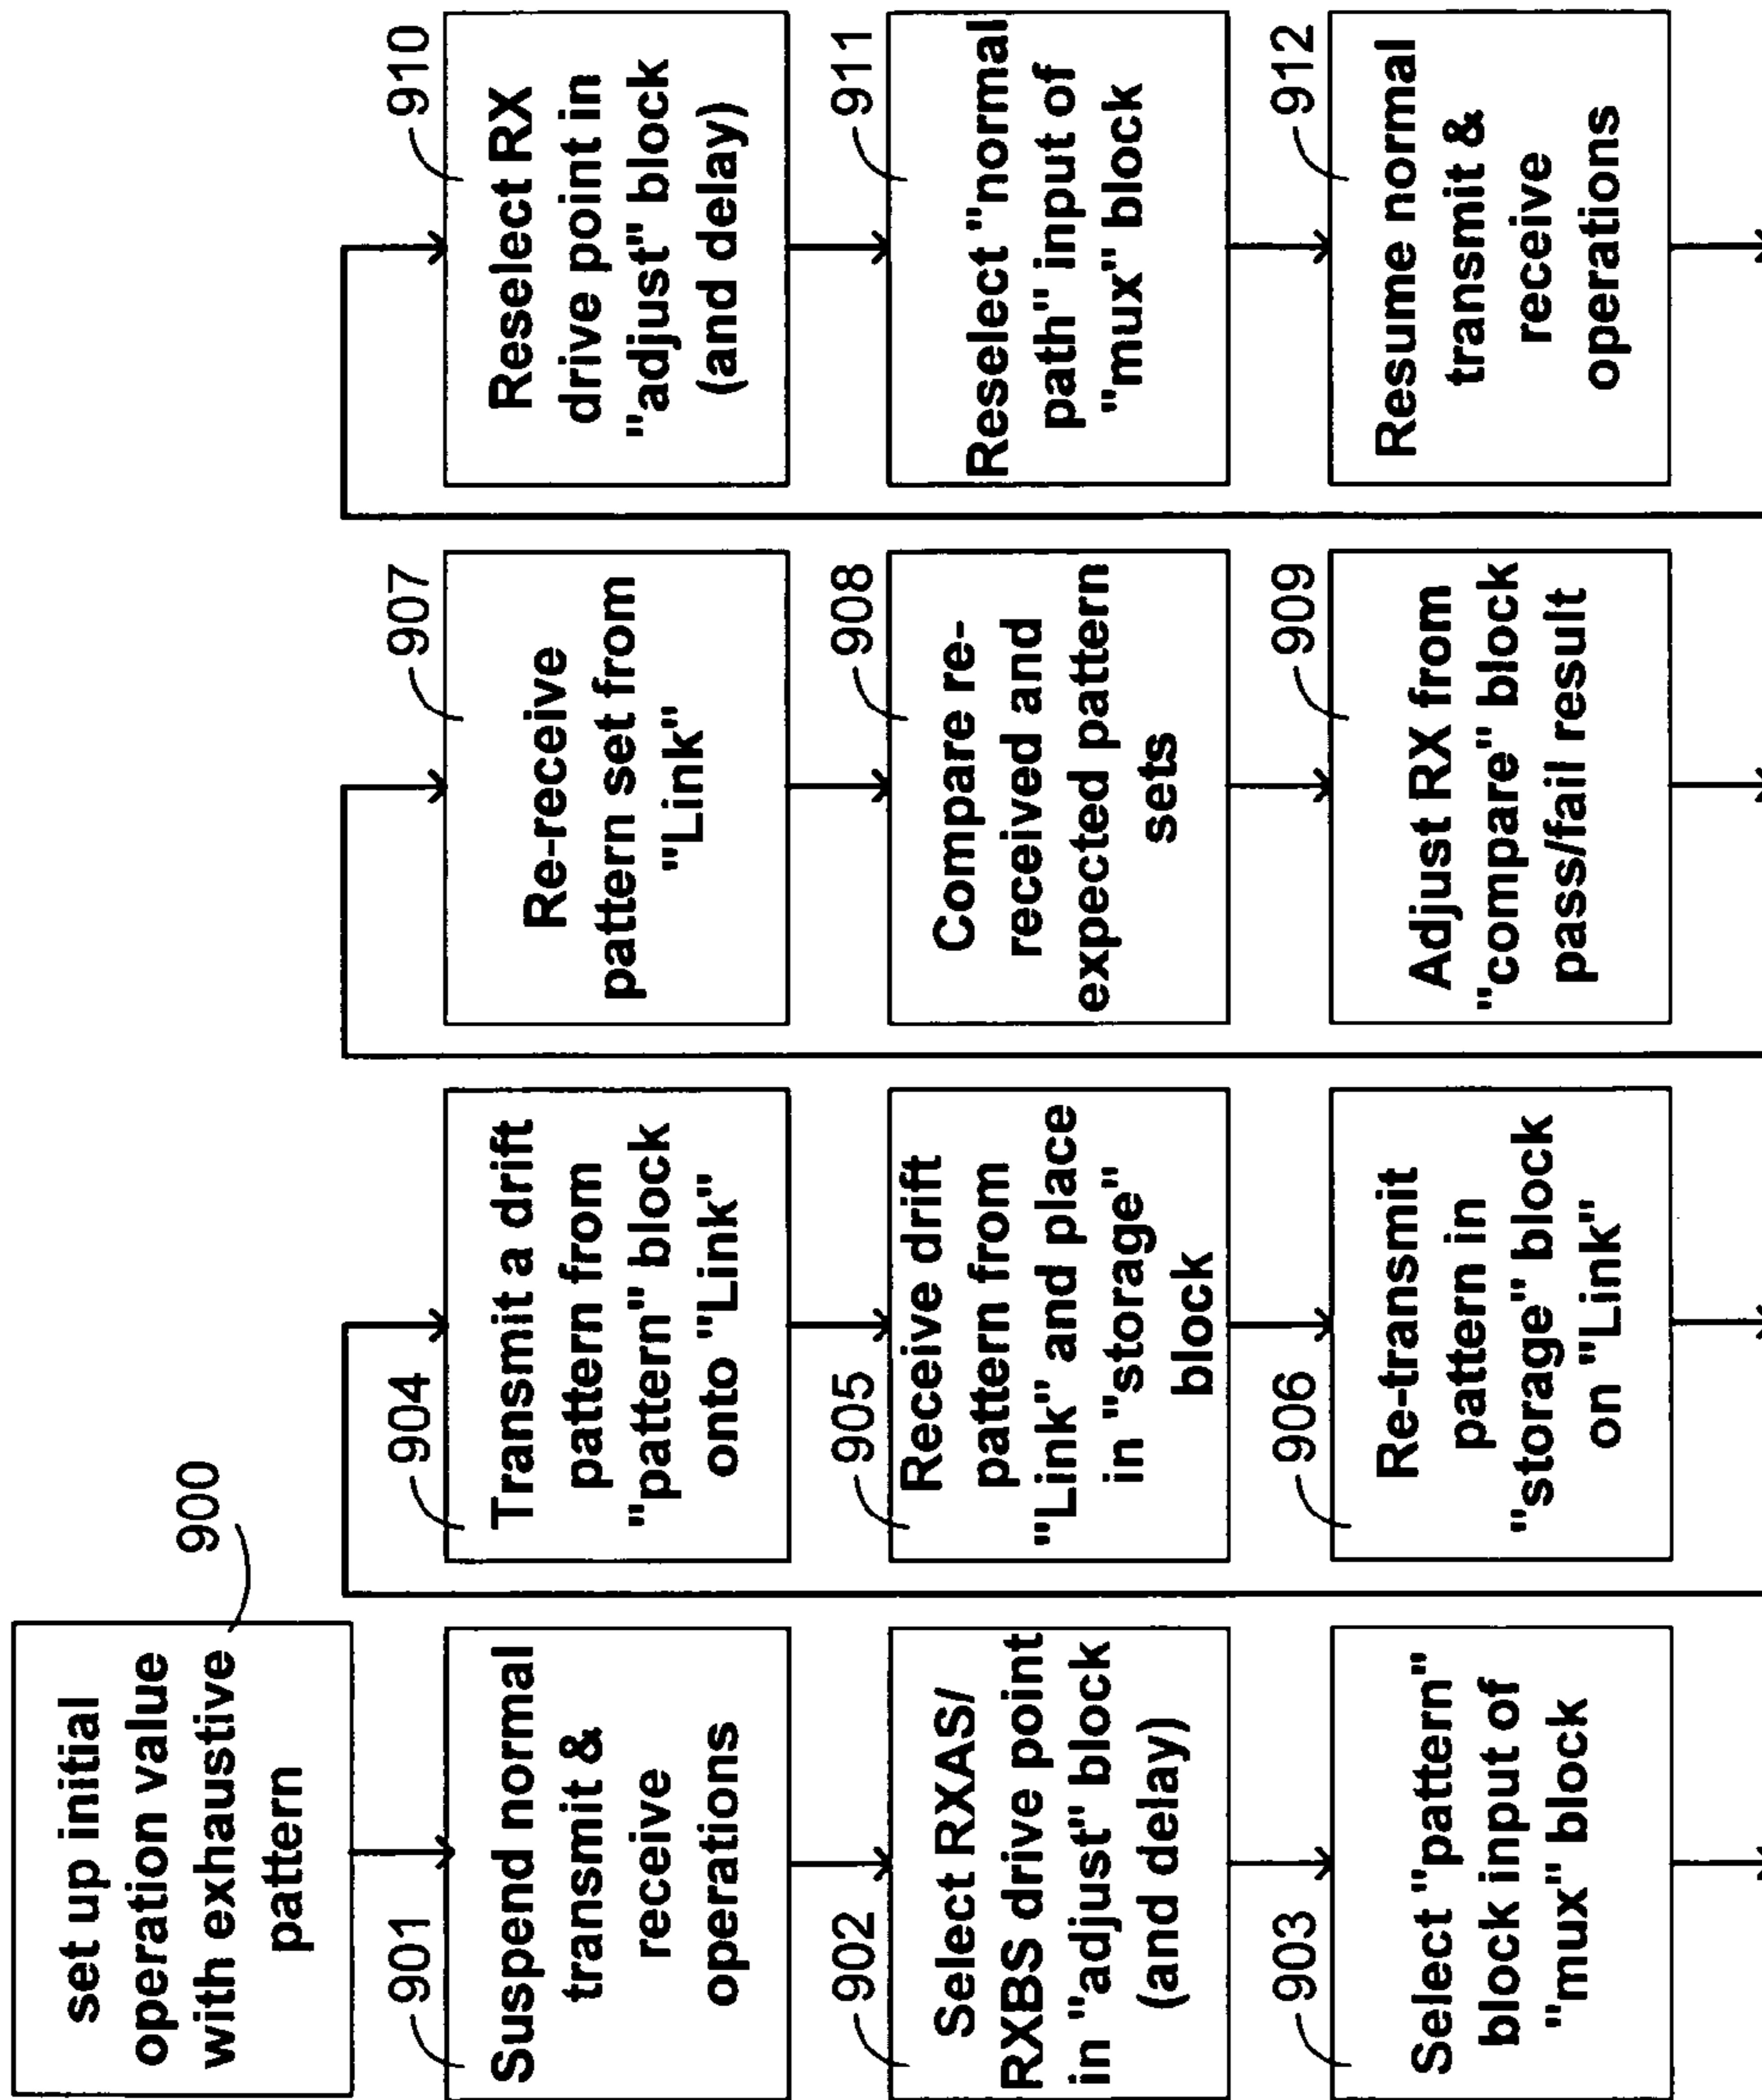 set up initial
operation value
with exhaustive
pattern
900
901
Suspend normal
transmit &
receive
operations
902
Select RXAS/
RXBS drive point
in "adjust" block
(and delay)
903
Select "pattern"
block input of
"mux" block
904
Transmit a drift
pattern from
"pattern" block
onto "Link"
905
Receive drift
pattern from
"Link" and place
in "storage"
block
906
Re-transmit
pattern in
"storage" block
on "Link"
907
Re-receive
pattern set from
"Link"
908
Compare re-
received and
expected pattern
sets
909
Adjust RX from
"compare" block
pass/fail result
910
Reselect RX
drive point in
"adjust" block
(and delay)
911
Reselect "normal
path" input of
"mux" block
912
Resume normal
transmit &
receive
operations